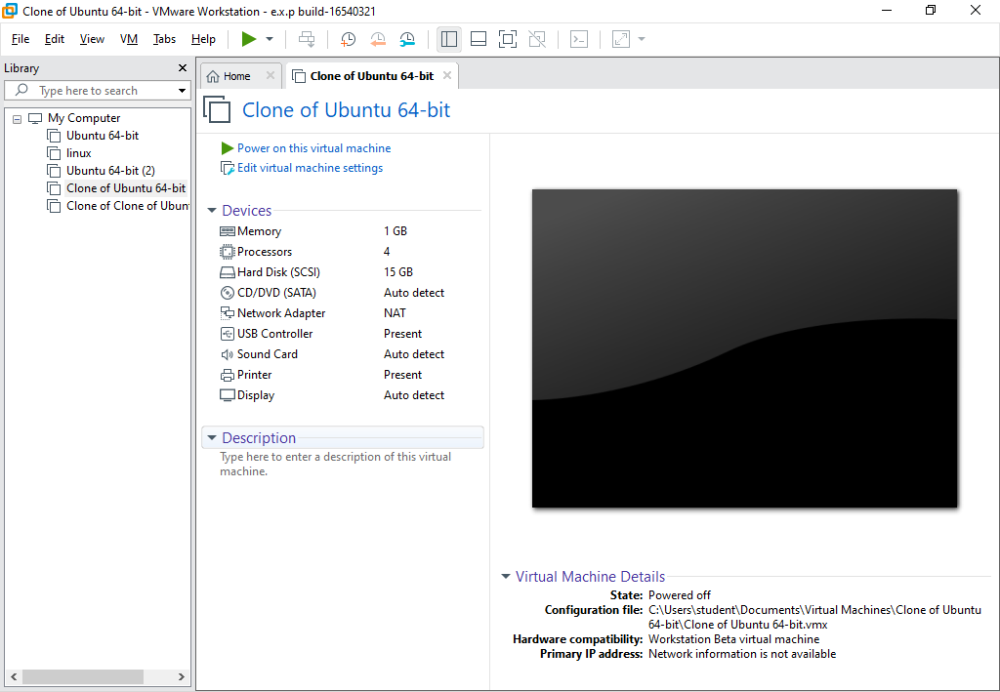 Clone of Ubuntu 64-bit - VMware Workstation - e.x.p build-16540321
File Edit View VM Tabs Help
Library
Type here to search
My Computer
Ubuntu 64-bit
linux
Ubuntu 64-bit (2)
Clone of Ubuntu 64-bit
Clone of Clone of Ubun
Home
Clone of Ubuntu 64-bit
Clone of Ubuntu 64-bit
Power on this virtual machine
Edit virtual machine settings
Devices
Memory 1 GB
Processors 4
Hard Disk (SCSI) 15 GB
CD/DVD (SATA) Auto detect
Network Adapter NAT
USB Controller Present
Sound Card Auto detect
Printer Present
Display Auto detect
Description
Type here to enter a description of this virtual
machine.
Virtual Machine Details
State: Powered off
Configuration file: C:\Users\student\Documents\Virtual Machines\Clone of Ubuntu
64-bit\Clone of Ubuntu 64-bit.vmx
Hardware compatibility: Workstation Beta virtual machine
Primary IP address: Network information is not available